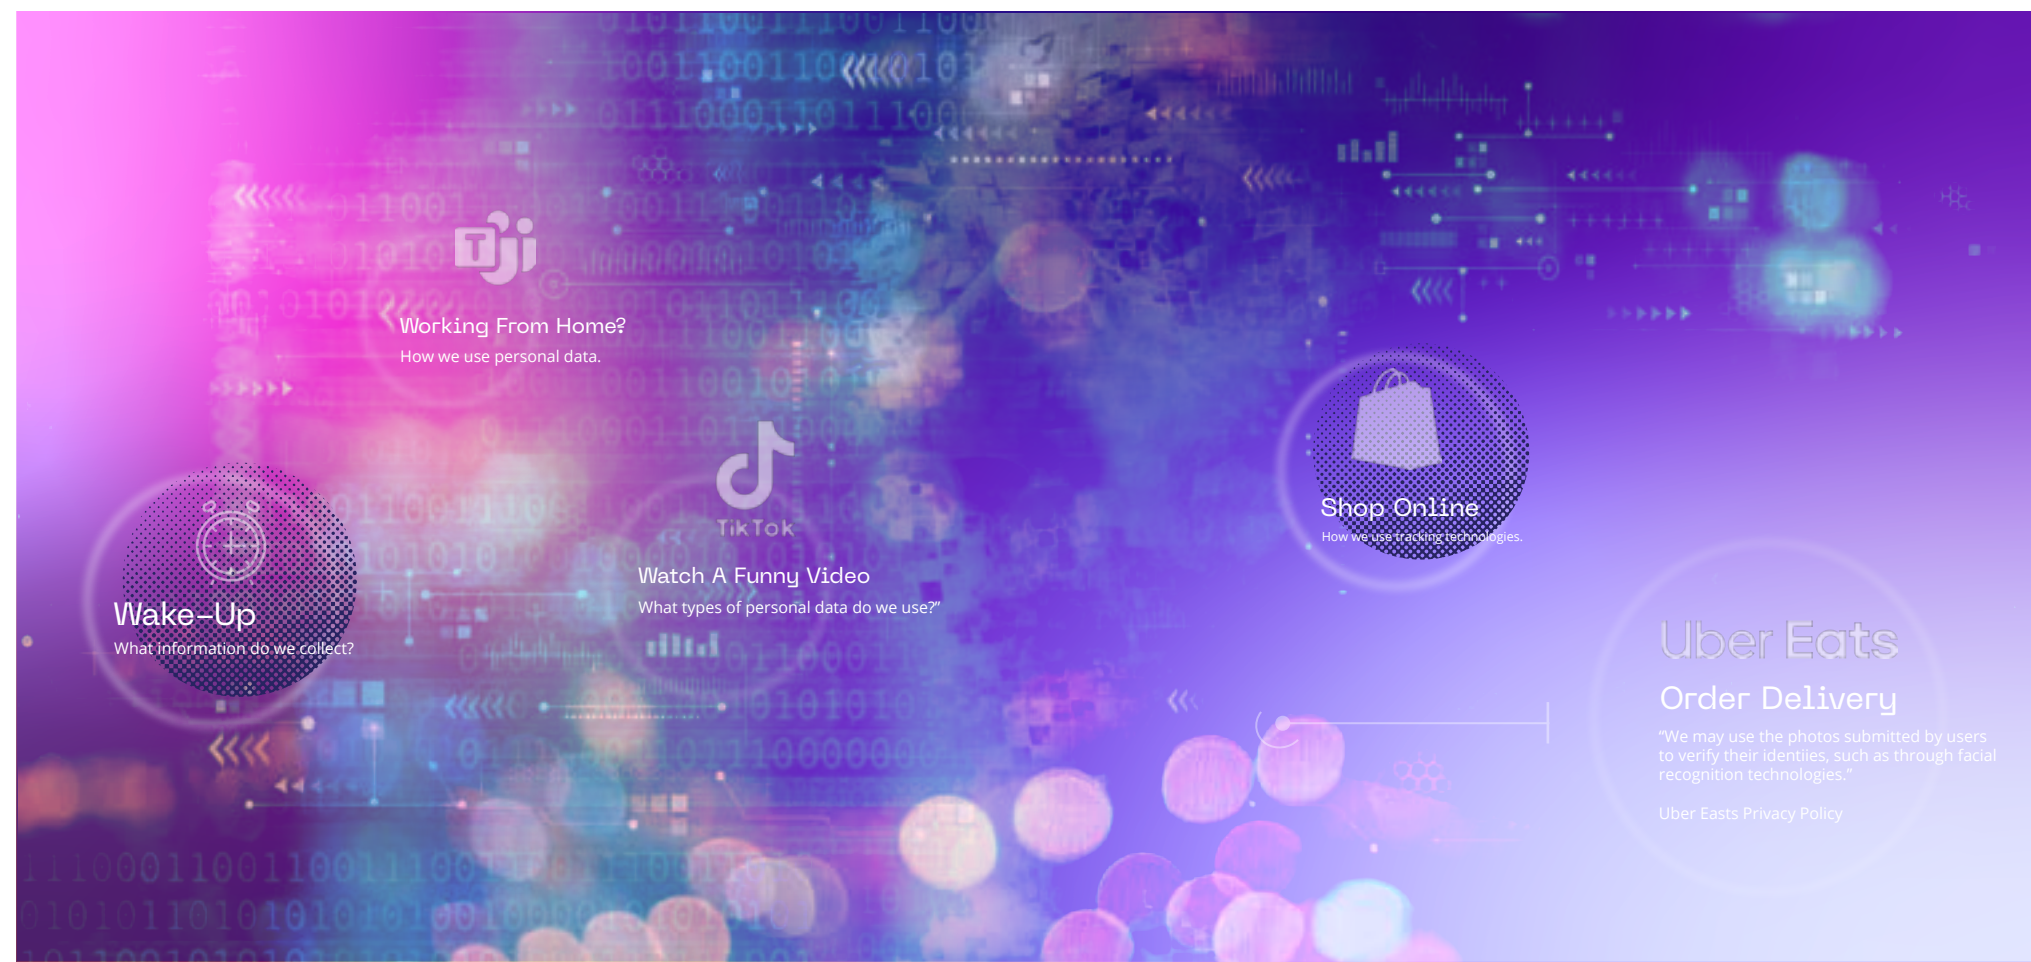 Working From Home?
How we use personal data.
TikTok
Watch A Funny Video
What types of personal data do we use?”
Wake-Up
What information do we collect?
Shop Online
How we use tracking technologies.
Uber Eats
Order Delivery
“We may use the photos submitted by users
to verify their identiies, such as through facial
recognition technologies.”
Uber Easts Privacy Policy